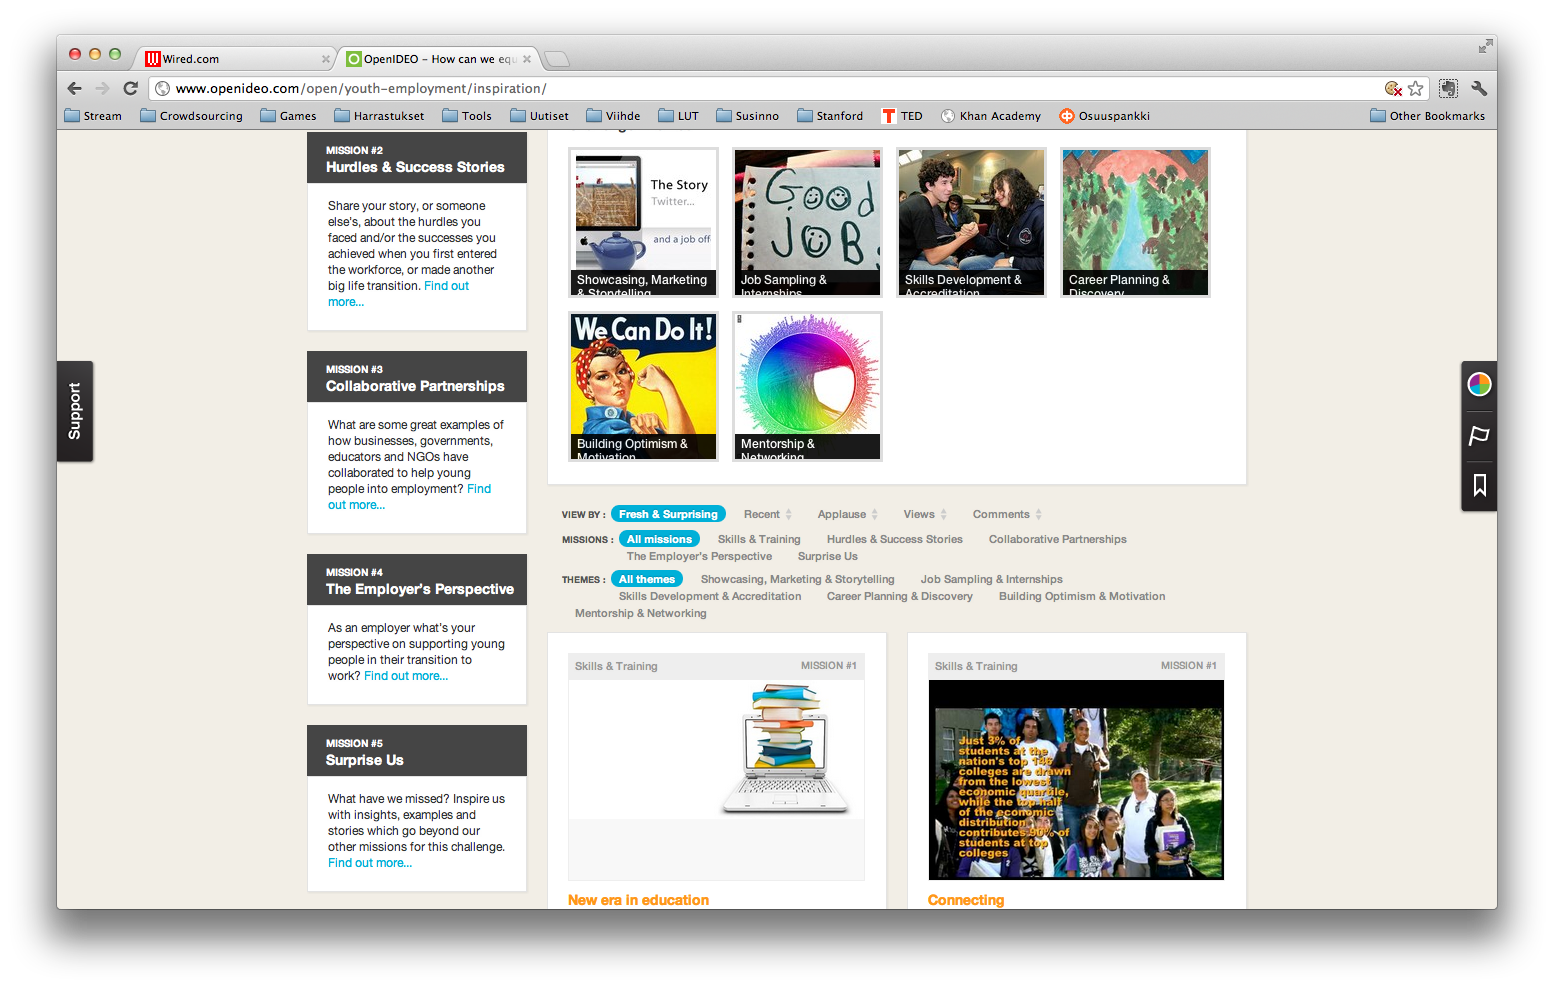 Wired.com
OpenIDEO – How can we equ
www.openideo.com/open/youth-employment/inspiration/
Stream
Crowdsourcing
Games
Harrastukset
Tools
Uutiset
Viihde
LUT
Susinno
Stanford
TED
Khan Academy
Osuuspankki
Other Bookmarks
Support
MISSION #2
Hurdles & Success Stories
Share your story, or someone
else's, about the hurdles you
faced and/or the successes you
achieved when you first entered
the workforce, or made another
big life transition. Find out
more...
MISSION #3
Collaborative Partnerships
What are some great examples of
how businesses, governments,
educators and NGOs have
collaborated to help young
people into employment? Find
out more...
MISSION #4
The Employer's Perspective
As an employer what's your
perspective on supporting young
people in their transition to
work? Find out more...
MISSION #5
Surprise Us
What have we missed? Inspire us
with insights, examples and
stories which go beyond our
other missions for this challenge.
Find out more...
The Story
Twitter...
and a job off
Showcasing, Marketing
& Storytelling
GOOD
JOB
Job Sampling &
Internships
Skills Development &
Accreditation
Career Planning &
Discovery
We Can Do It!
Building Optimism &
Motivation
Mentorship &
Networking
VIEW BY : Fresh & Surprising Recent Applause Views Comments
MISSIONS : All missions Skills & Training Hurdles & Success Stories Collaborative Partnerships
The Employer's Perspective Surprise Us
THEMES : All themes Showcasing, Marketing & Storytelling Job Sampling & Internships
Skills Development & Accreditation Career Planning & Discovery Building Optimism & Motivation
Mentorship & Networking
Skills & Training MISSION #1
New era in education
Skills & Training MISSION #1
Just 3% of
students at the
nation's top 146
colleges are drawn
from the lowest
economic quartile,
while the top half
of the economic
distribution
contributes 90% of
students at top
colleges
Connecting